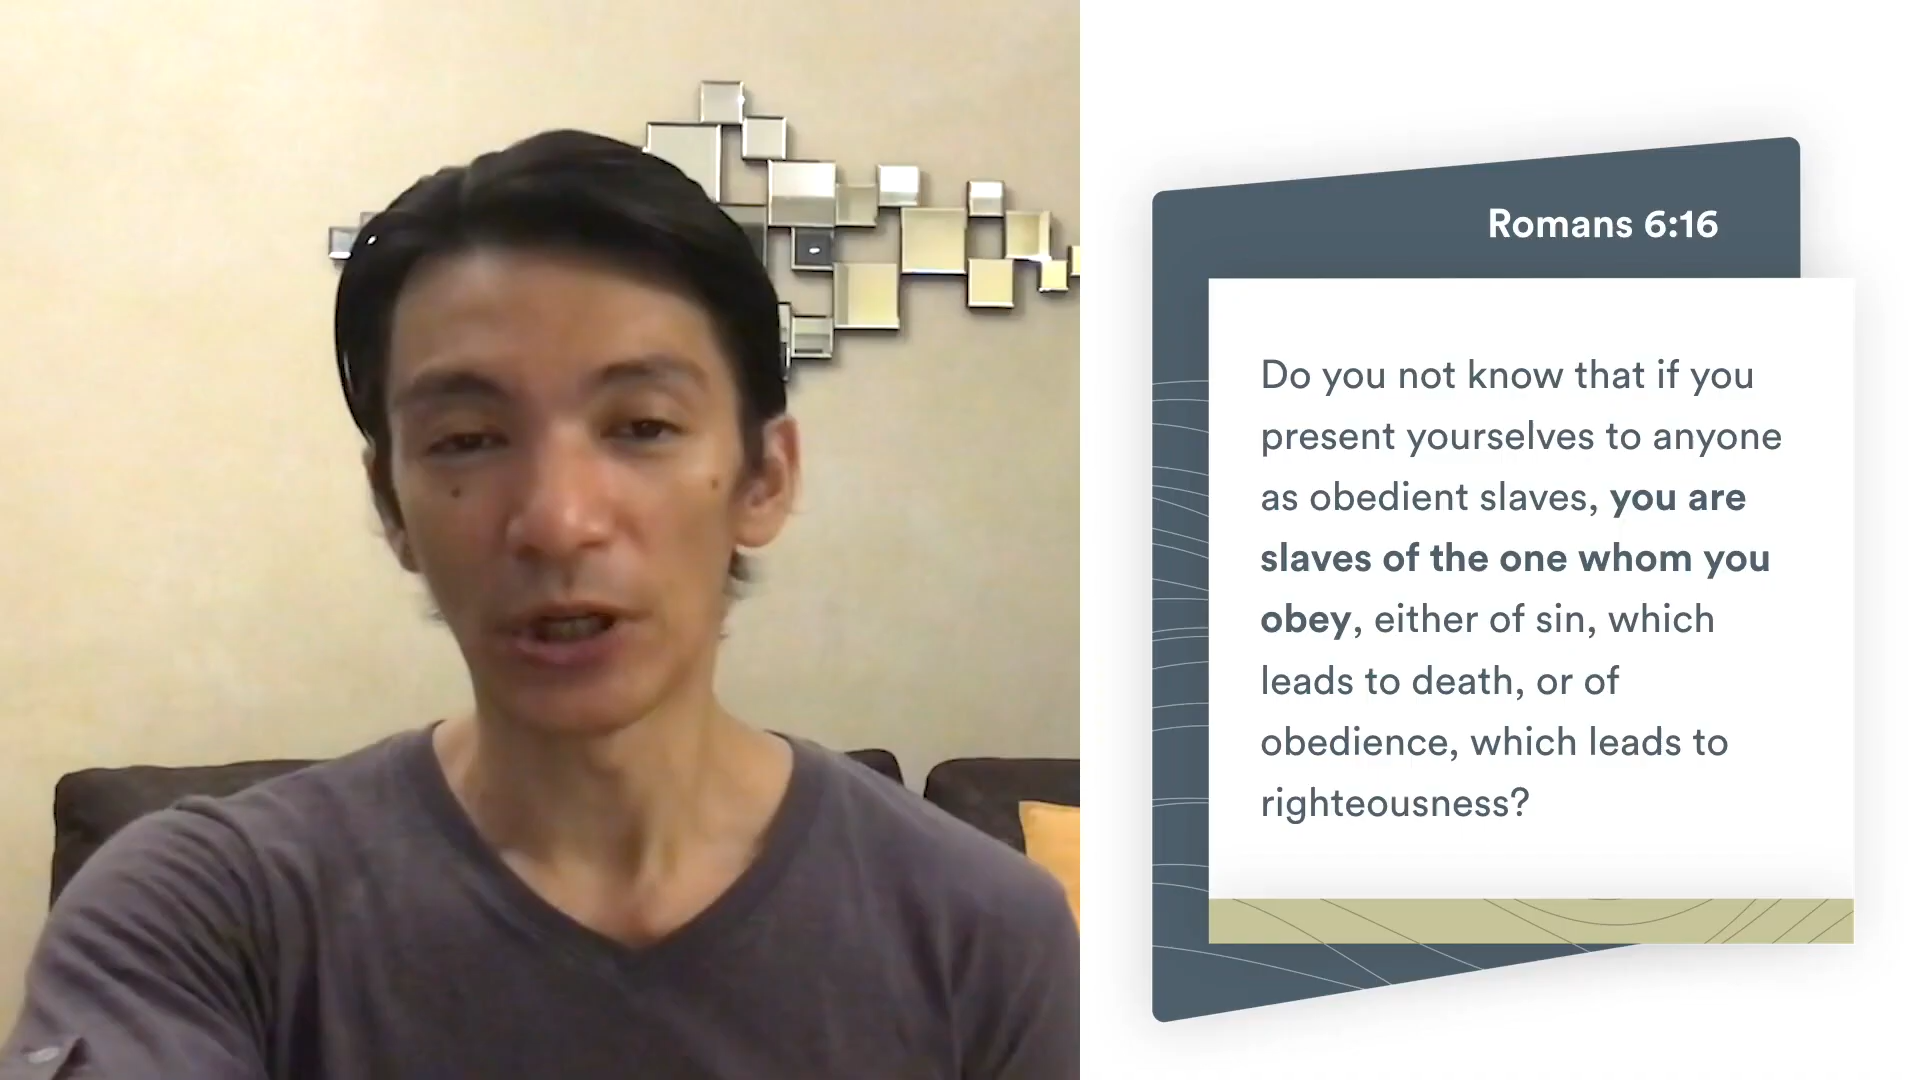 Romans 6:16
Do you not know that if you
present yourselves to anyone
as obedient slaves, you are
slaves of the one whom you
obey, either of sin, which
leads to death, or of
obedience, which leads to
righteousness?